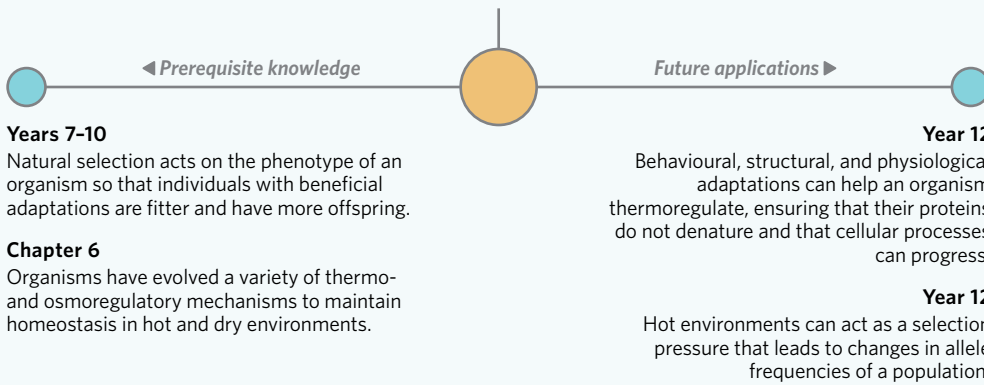 ◀ Prerequisite knowledge
Future applications ▶
Years 7–10
Natural selection acts on the phenotype of an
organism so that individuals with beneficial
adaptations are fitter and have more offspring.
Chapter 6
Organisms have evolved a variety of thermo-
and osmoregulatory mechanisms to maintain
homeostasis in hot and dry environments.
Year 12
Behavioural, structural, and physiological
adaptations can help an organism
thermoregulate, ensuring that their proteins
do not denature and that cellular processes
can progress
Year 12
Hot environments can act as a selection
pressure that leads to changes in allele
frequencies of a population